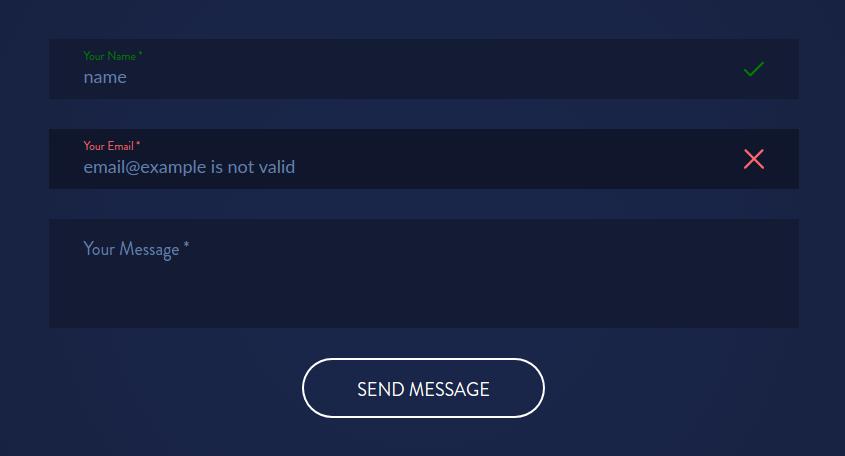 Your Name *
name
Your Email *
email@example is not valid
Your Message *
SEND MESSAGE